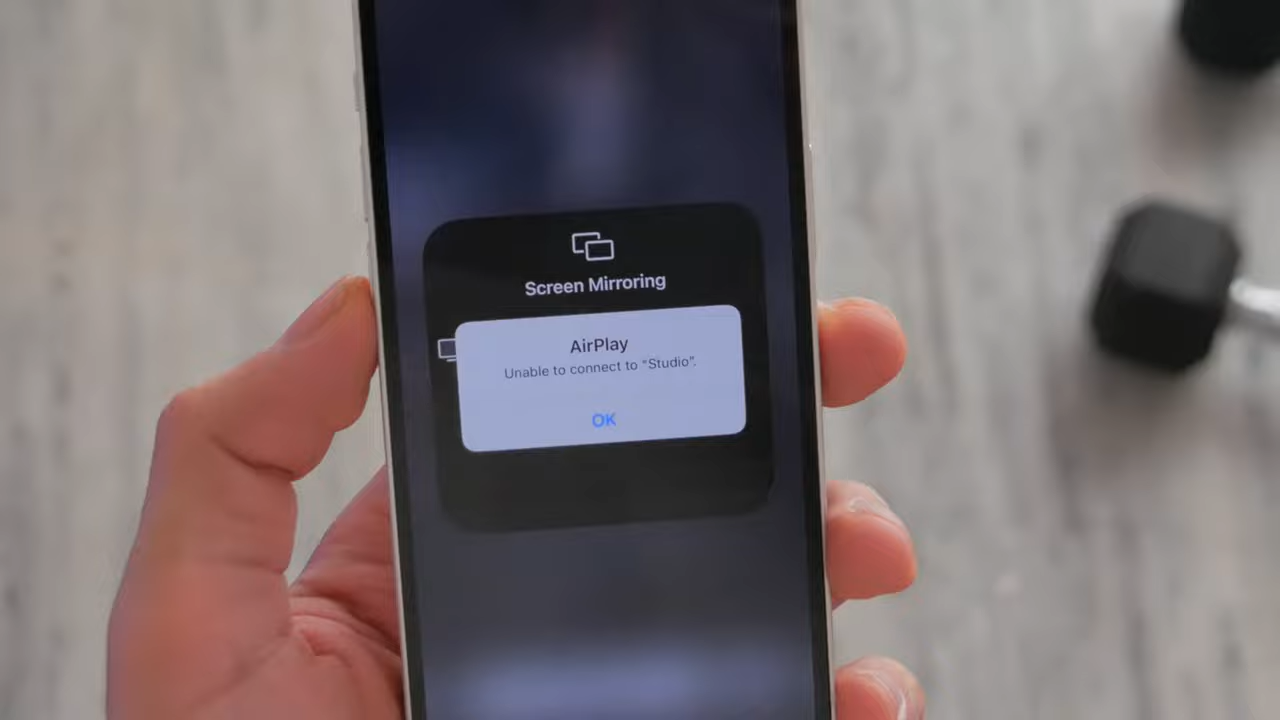 Screen Mirroring
AirPlay
Unable to connect to “Studio”.
OK